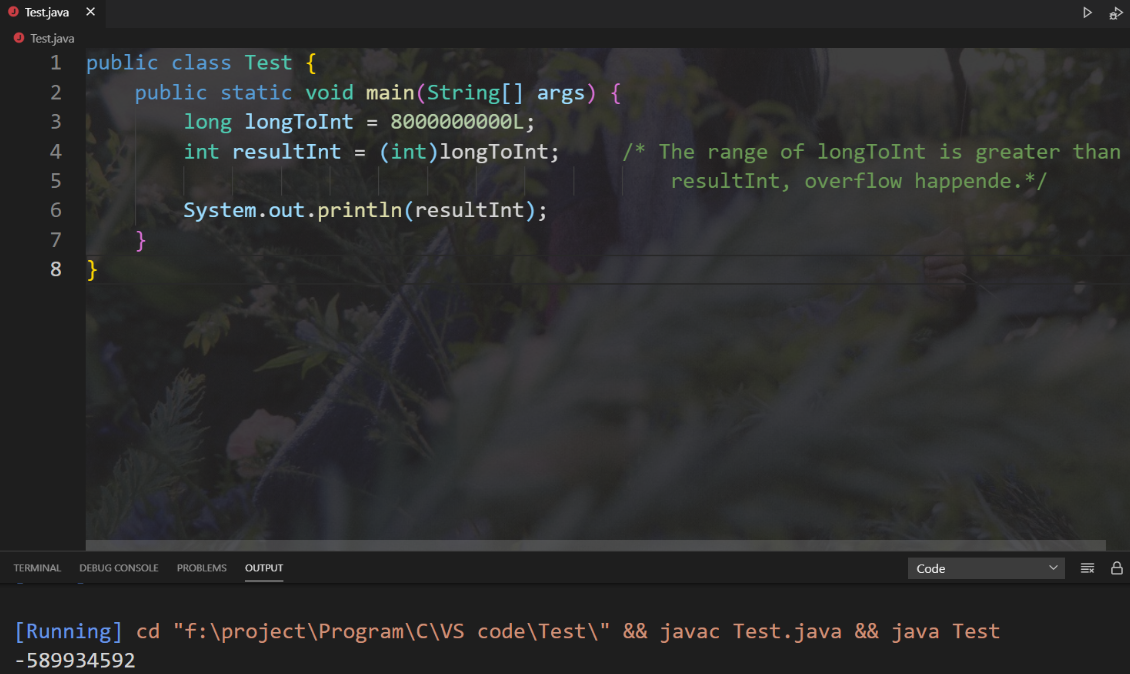 Test.java
Test.java
1 public class Test {
2 public static void main(String[] args) {
3 long longToInt = 8000000000L;
4 int resultInt = (int)longToInt; /* The range of longToInt is greater than
5 resultInt, overflow happende.*/
6 System.out.println(resultInt);
7 }
8 }
TERMINAL DEBUG CONSOLE PROBLEMS OUTPUT Code
[Running] cd "f:\project\Program\C\VS code\Test\" && javac Test.java && java Test
-589934592